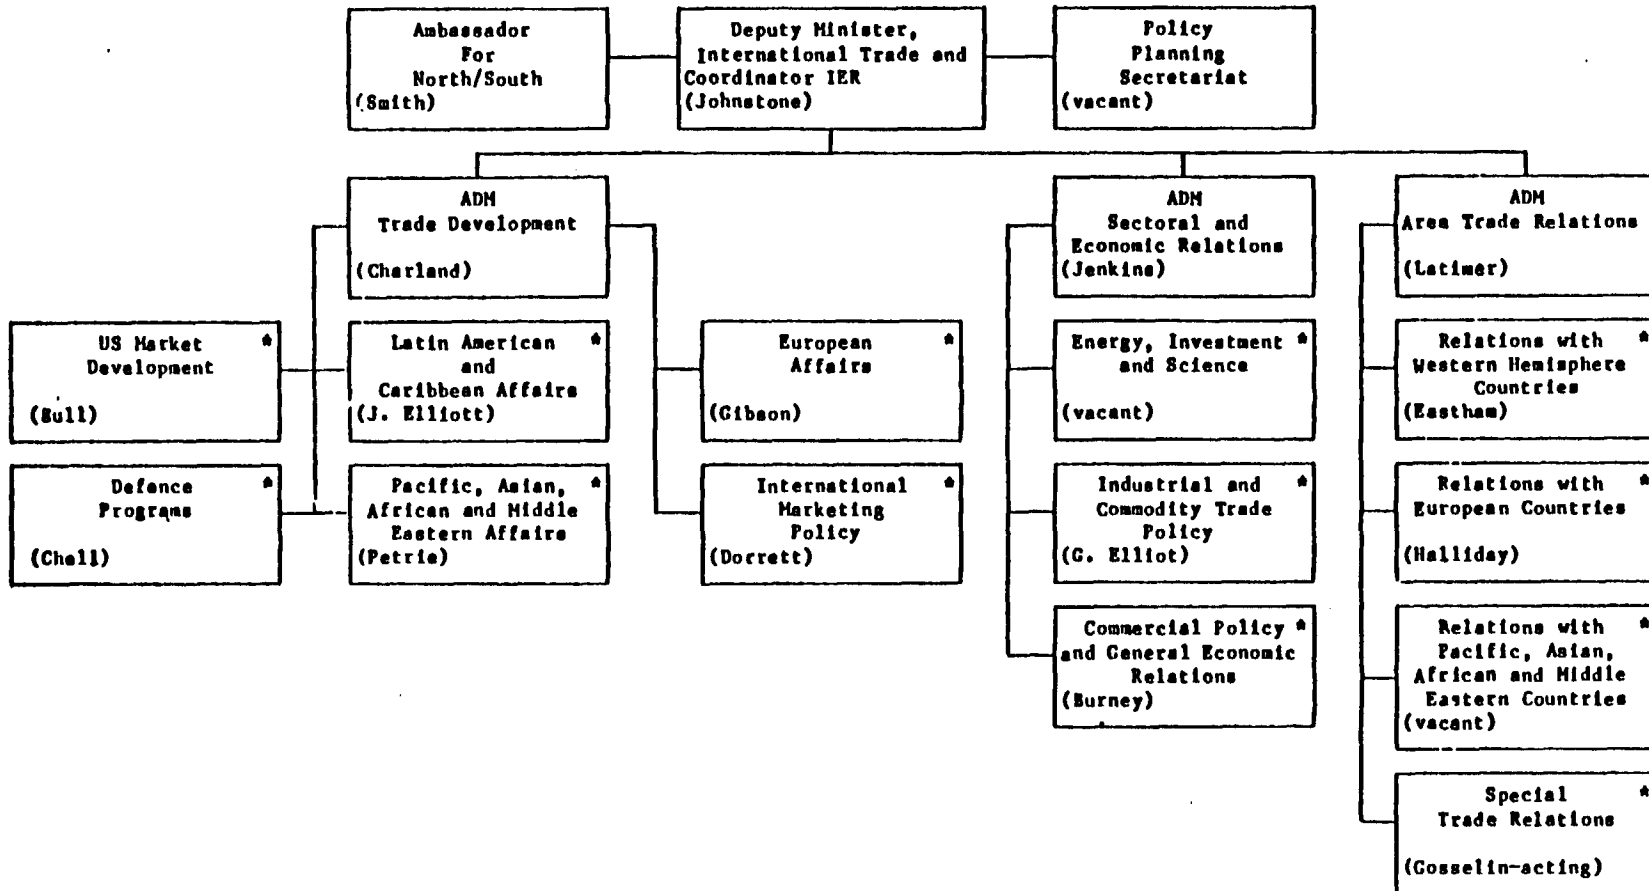 Ambassador
For
North/South
(Smith)
Deputy Minister,
International Trade and
Coordinator IER
(Johnstone)
Policy
Planning
Secretariat
(vacant)
ADM
Trade Development
(Charland)
ADM
Sectoral and
Economic Relations
(Jenkins)
ADM
Area Trade Relations
(Latimer)
US Market *
Development
(Bull)
Latin American *
and
Caribbean Affairs
(J. Elliott)
European *
Affairs
(Gibson)
Energy, Investment *
and Science
(vacant)
Relations with *
Western Hemisphere
Countries
(Eastham)
Defence *
Programs
(Chell)
Pacific, Asian, *
African and Middle
Eastern Affairs
(Petrie)
International *
Marketing
Policy
(Dorrett)
Industrial and *
Commodity Trade
Policy
(G. Elliot)
Relations with *
European Countries
(Halliday)
Commercial Policy *
and General Economic
Relations
(Burney)
Relations with *
Pacific, Asian,
African and Middle
Eastern Countries
(vacant)
Special *
Trade Relations
(Gosselin-acting)